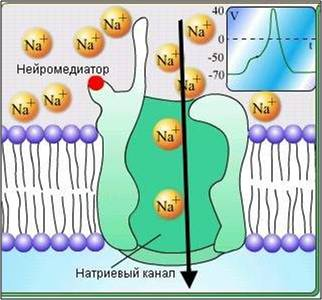 V
40
0
-50
-70
t
Na+
Na+
Na+
Na+
Нейромедиатор
Na+
Na+
Na+
Na+
Na+
Na+
Натриевый канал